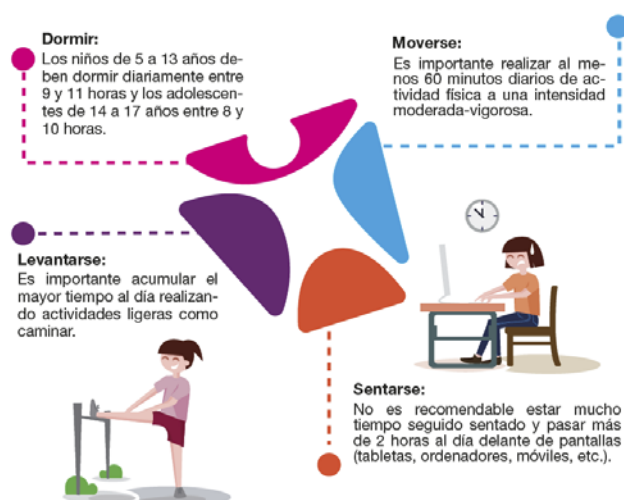 Dormir:
Los niños de 5 a 13 años de-
ben dormir diariamente entre
9 y 11 horas y los adolescen-
tes de 14 a 17 años entre 8 y
10 horas.
Moverse:
Es importante realizar al me-
nos 60 minutos diarios de ac-
tividad física a una intensidad
moderada-vigorosa.
Levantarse:
Es importante acumular el
mayor tiempo al día realizan-
do actividades ligeras como
caminar.
Sentarse:
No es recomendable estar mucho
tiempo seguido sentado y pasar más
de 2 horas al día delante de pantallas
(tabletas, ordenadores, móviles, etc.).